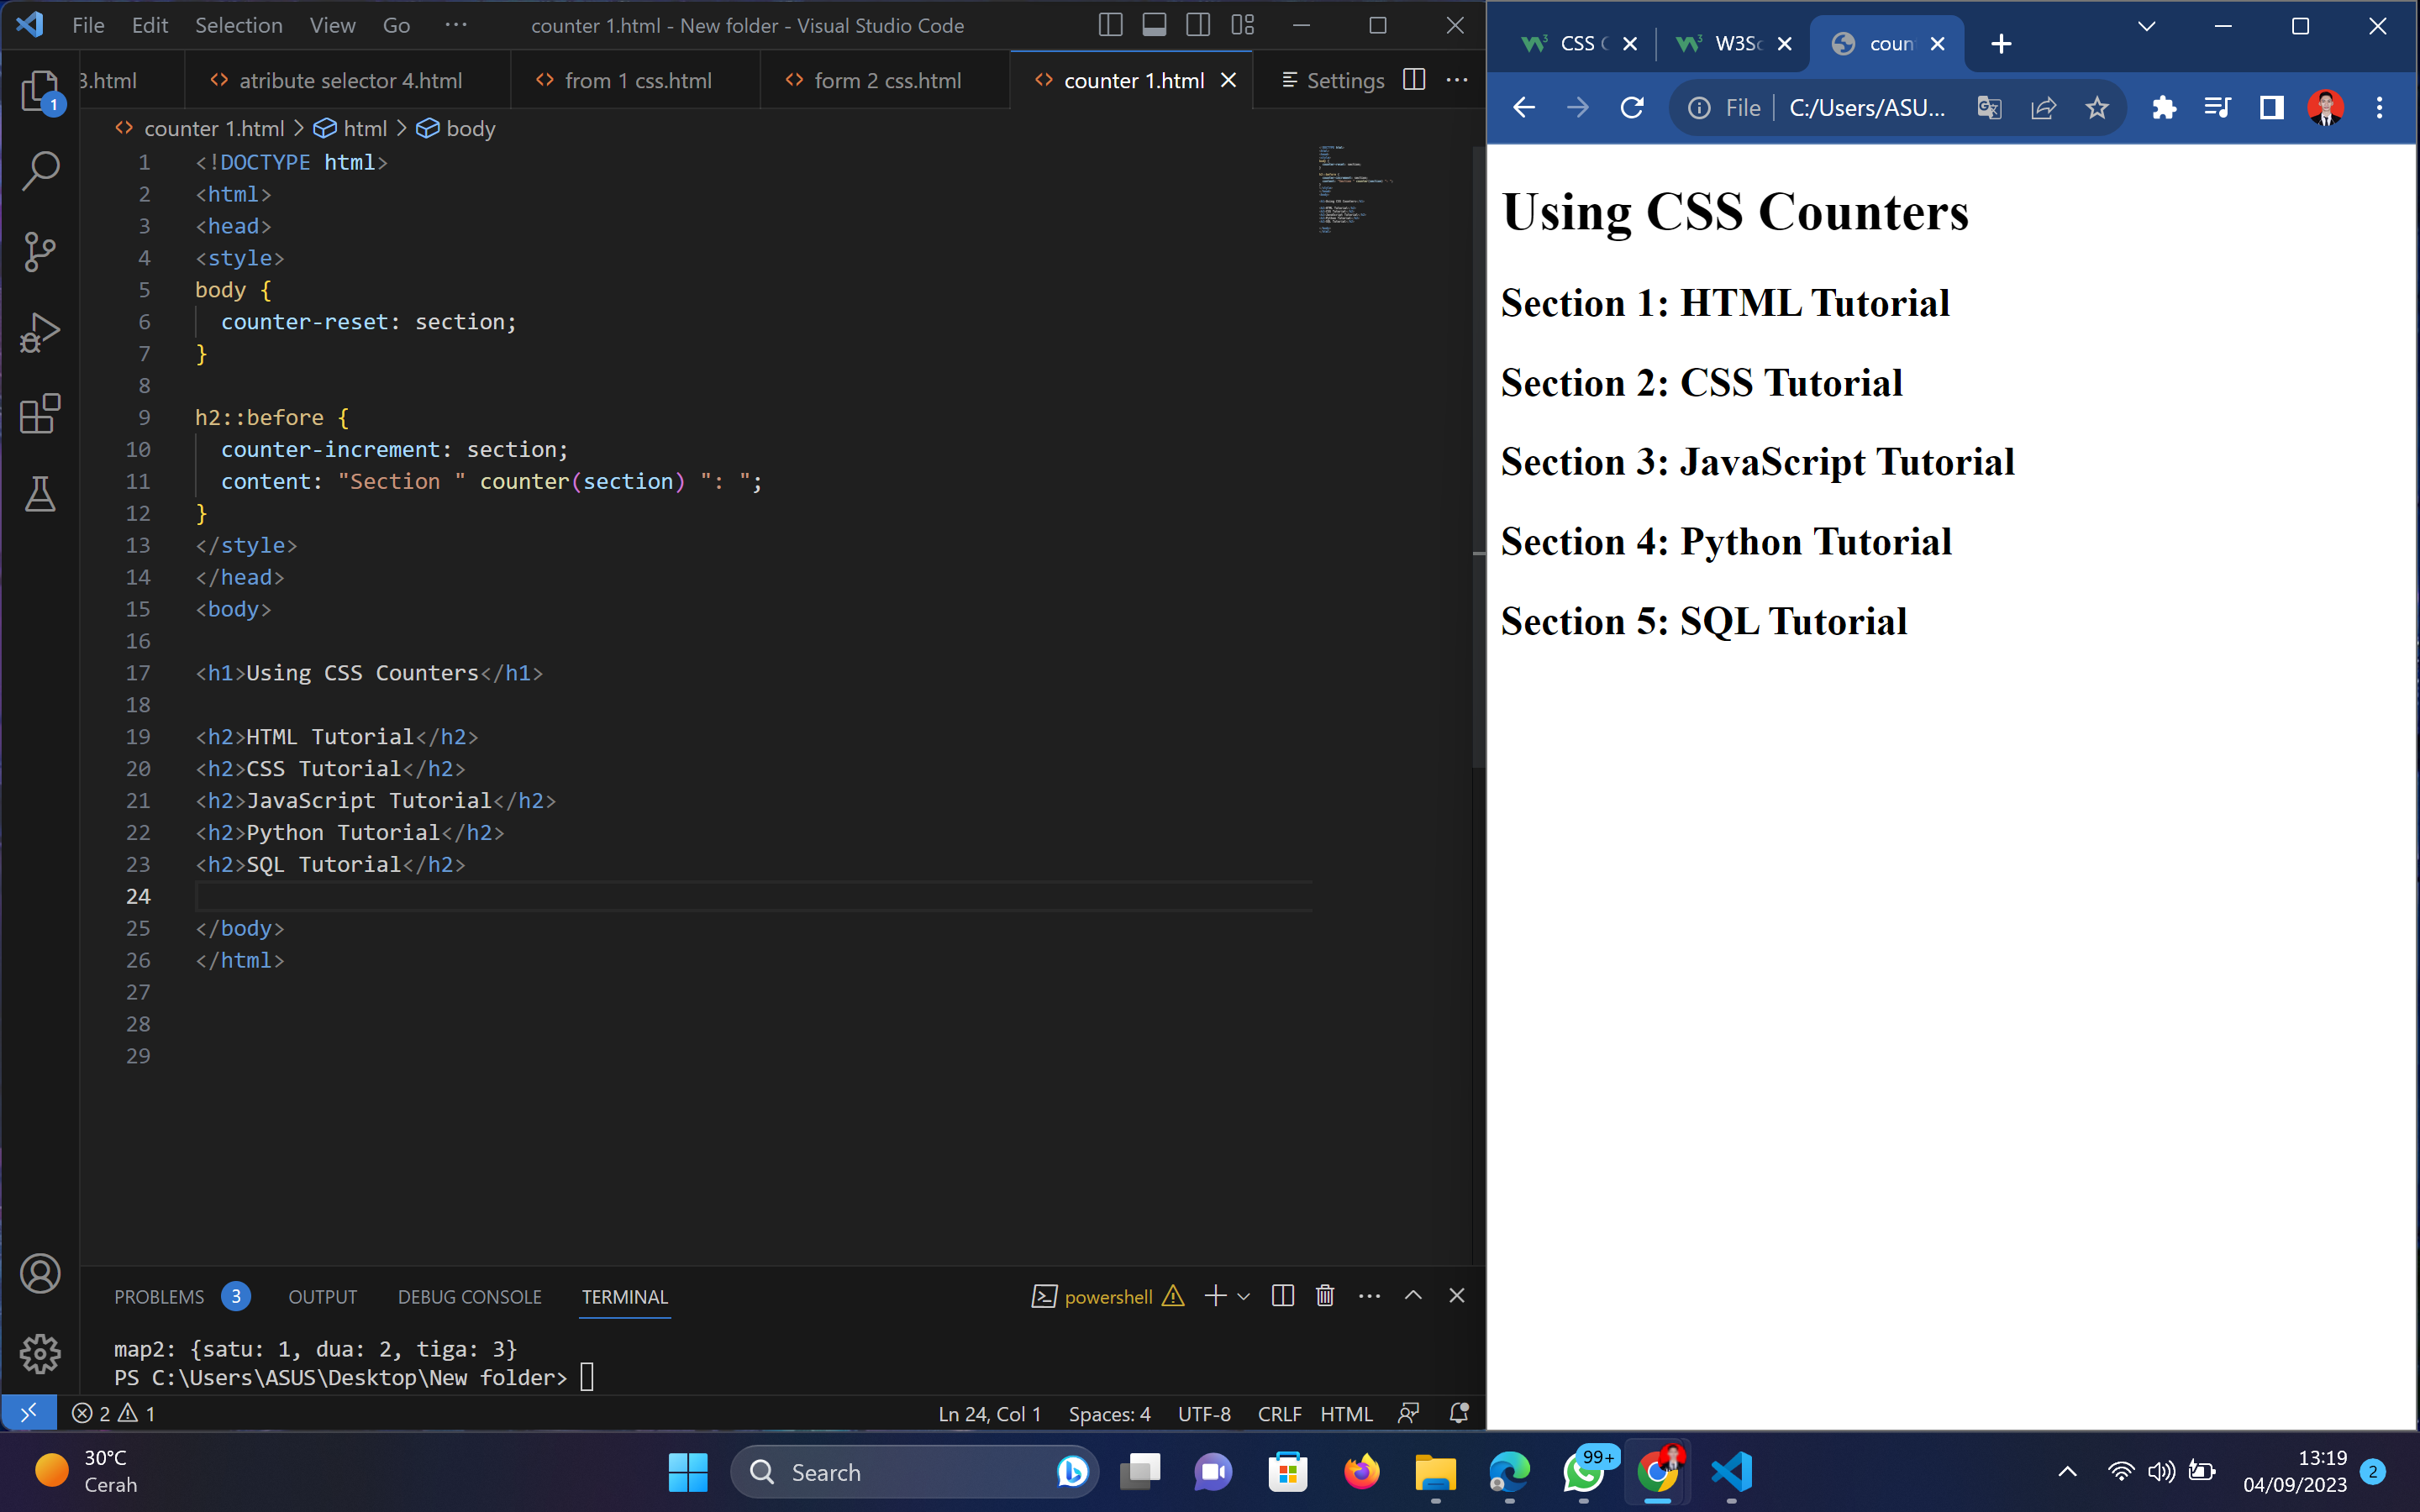 File Edit Selection View Go ··· counter 1.html - New folder - Visual Studio Code
3.html atribute selector 4.html from 1 css.html form 2 css.html counter 1.html Settings
counter 1.html > html > body
1 <!DOCTYPE html>
2 <html>
3 <head>
4 <style>
5 body {
6 counter-reset: section;
7 }
8
9 h2::before {
10 counter-increment: section;
11 content: "Section " counter(section) ": ";
12 }
13 </style>
14 </head>
15 <body>
16
17 <h1>Using CSS Counters</h1>
18
19 <h2>HTML Tutorial</h2>
20 <h2>CSS Tutorial</h2>
21 <h2>JavaScript Tutorial</h2>
22 <h2>Python Tutorial</h2>
23 <h2>SQL Tutorial</h2>
24
25 </body>
26 </html>
27
28
29
1
PROBLEMS 3 OUTPUT DEBUG CONSOLE TERMINAL powershell
map2: {satu: 1, dua: 2, tiga: 3}
PS C:\Users\ASUS\Desktop\New folder>
2 1 Ln 24, Col 1 Spaces: 4 UTF-8 CRLF HTML
CSS W3Sc coun
File C:/Users/ASU...
Using CSS Counters
Section 1: HTML Tutorial
Section 2: CSS Tutorial
Section 3: JavaScript Tutorial
Section 4: Python Tutorial
Section 5: SQL Tutorial
30°C
Cerah
Search
99+
13:19
04/09/2023
2